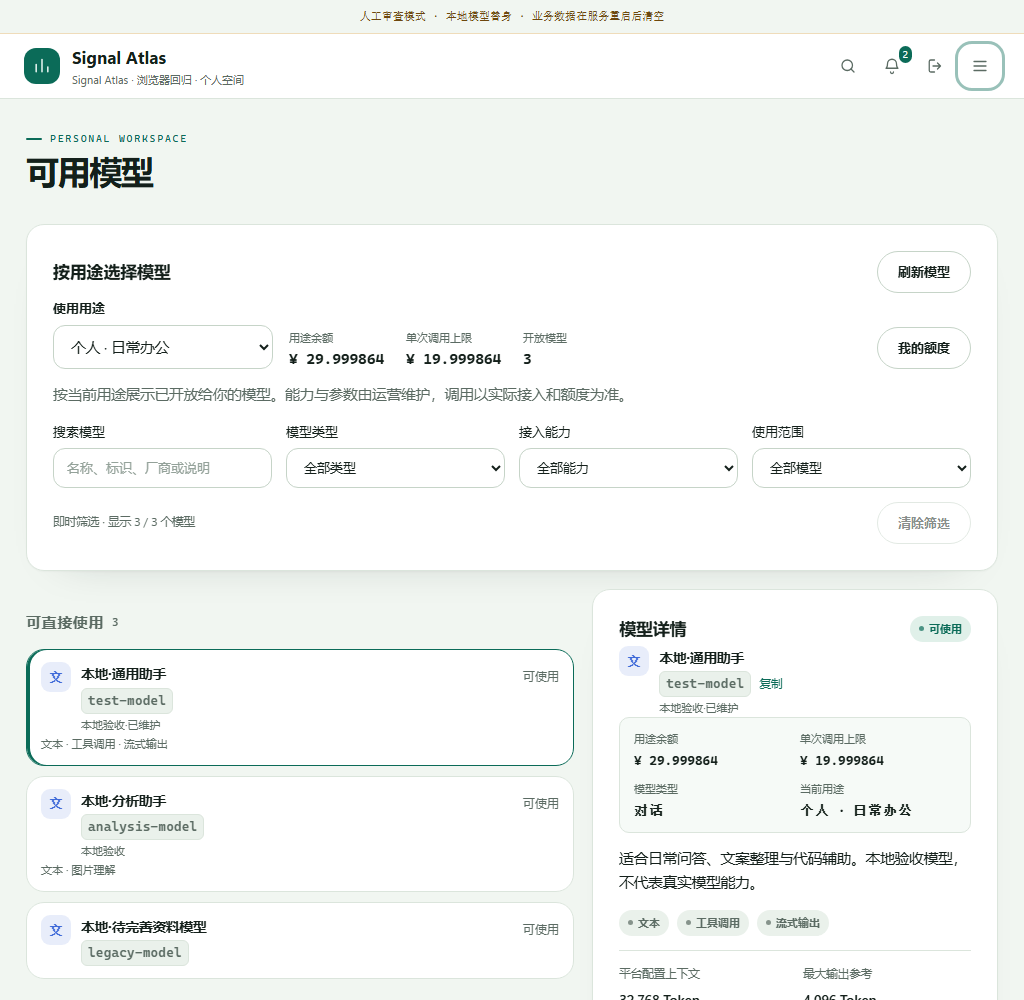 人工审查模式 · 本地模型替身 · 业务数据在服务重启后清空
Signal Atlas
Signal Atlas · 浏览器回归 · 个人空间
2
PERSONAL WORKSPACE
可用模型
按用途选择模型
刷新模型
使用用途
个人 · 日常办公
用途余额
¥ 29.999864
单次调用上限
¥ 19.999864
开放模型
3
我的额度
按当前用途展示已开放给你的模型。能力与参数由运营维护，调用以实际接入和额度为准。
搜索模型
模型类型
接入能力
使用范围
名称、标识、厂商或说明
全部类型
全部能力
全部模型
即时筛选 · 显示 3 / 3 个模型
清除筛选
可直接使用 3
文
本地·通用助手
可使用
test-model
本地验收·已维护
文本 · 工具调用 · 流式输出
文
本地·分析助手
可使用
analysis-model
本地验收
文本 · 图片理解
文
本地·待完善资料模型
可使用
legacy-model
模型详情
可使用
文
本地·通用助手
test-model 复制
本地验收·已维护
用途余额
¥ 29.999864
单次调用上限
¥ 19.999864
模型类型
对话
当前用途
个人 · 日常办公
适合日常问答、文案整理与代码辅助。本地验收模型，
不代表真实模型能力。
文本
工具调用
流式输出
平台配置上下文
最大输出参考
32,768 Token
4,096 Token